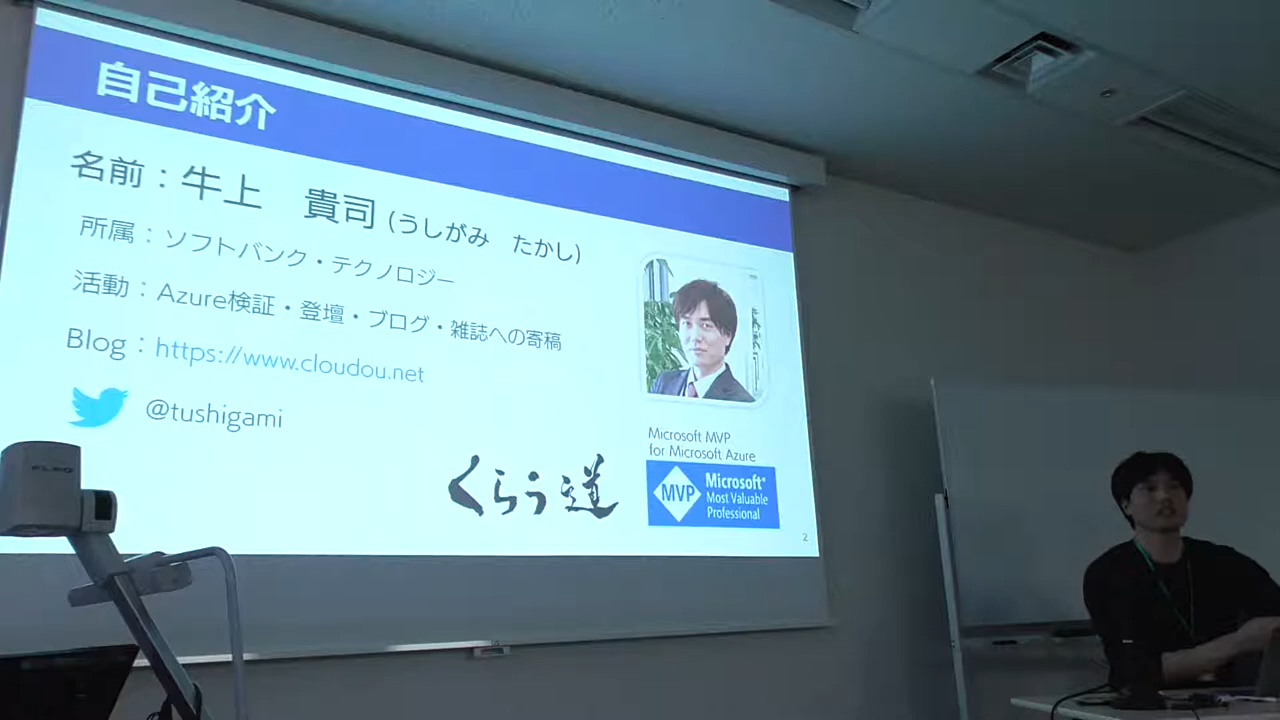 自己紹介
名前：牛上　貴司 (うしがみ　たかし)
所属：ソフトバンク・テクノロジー
活動：Azure検証・登壇・ブログ・雑誌への寄稿
Blog：https://www.cloudou.net
@tushigami
くらう道
Microsoft MVP
for Microsoft Azure
MVP
Microsoft®
Most Valuable
Professional
2
ELMO